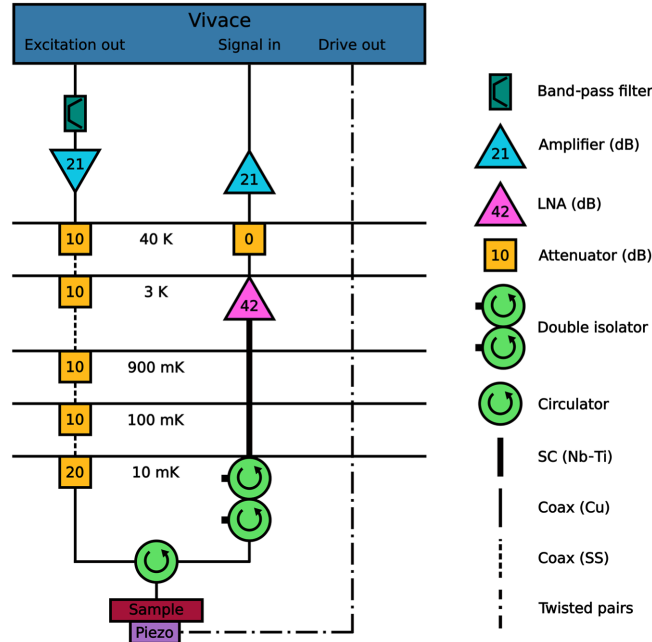 Vivace
Excitation out
Signal in
Drive out
21
21
10
40 K
0
10
3 K
42
10
900 mK
10
100 mK
20
10 mK
Sample
Piezo
Band-pass filter
21
Amplifier (dB)
42
LNA (dB)
10
Attenuator (dB)
Double isolator
Circulator
SC (Nb-Ti)
Coax (Cu)
Coax (SS)
Twisted pairs